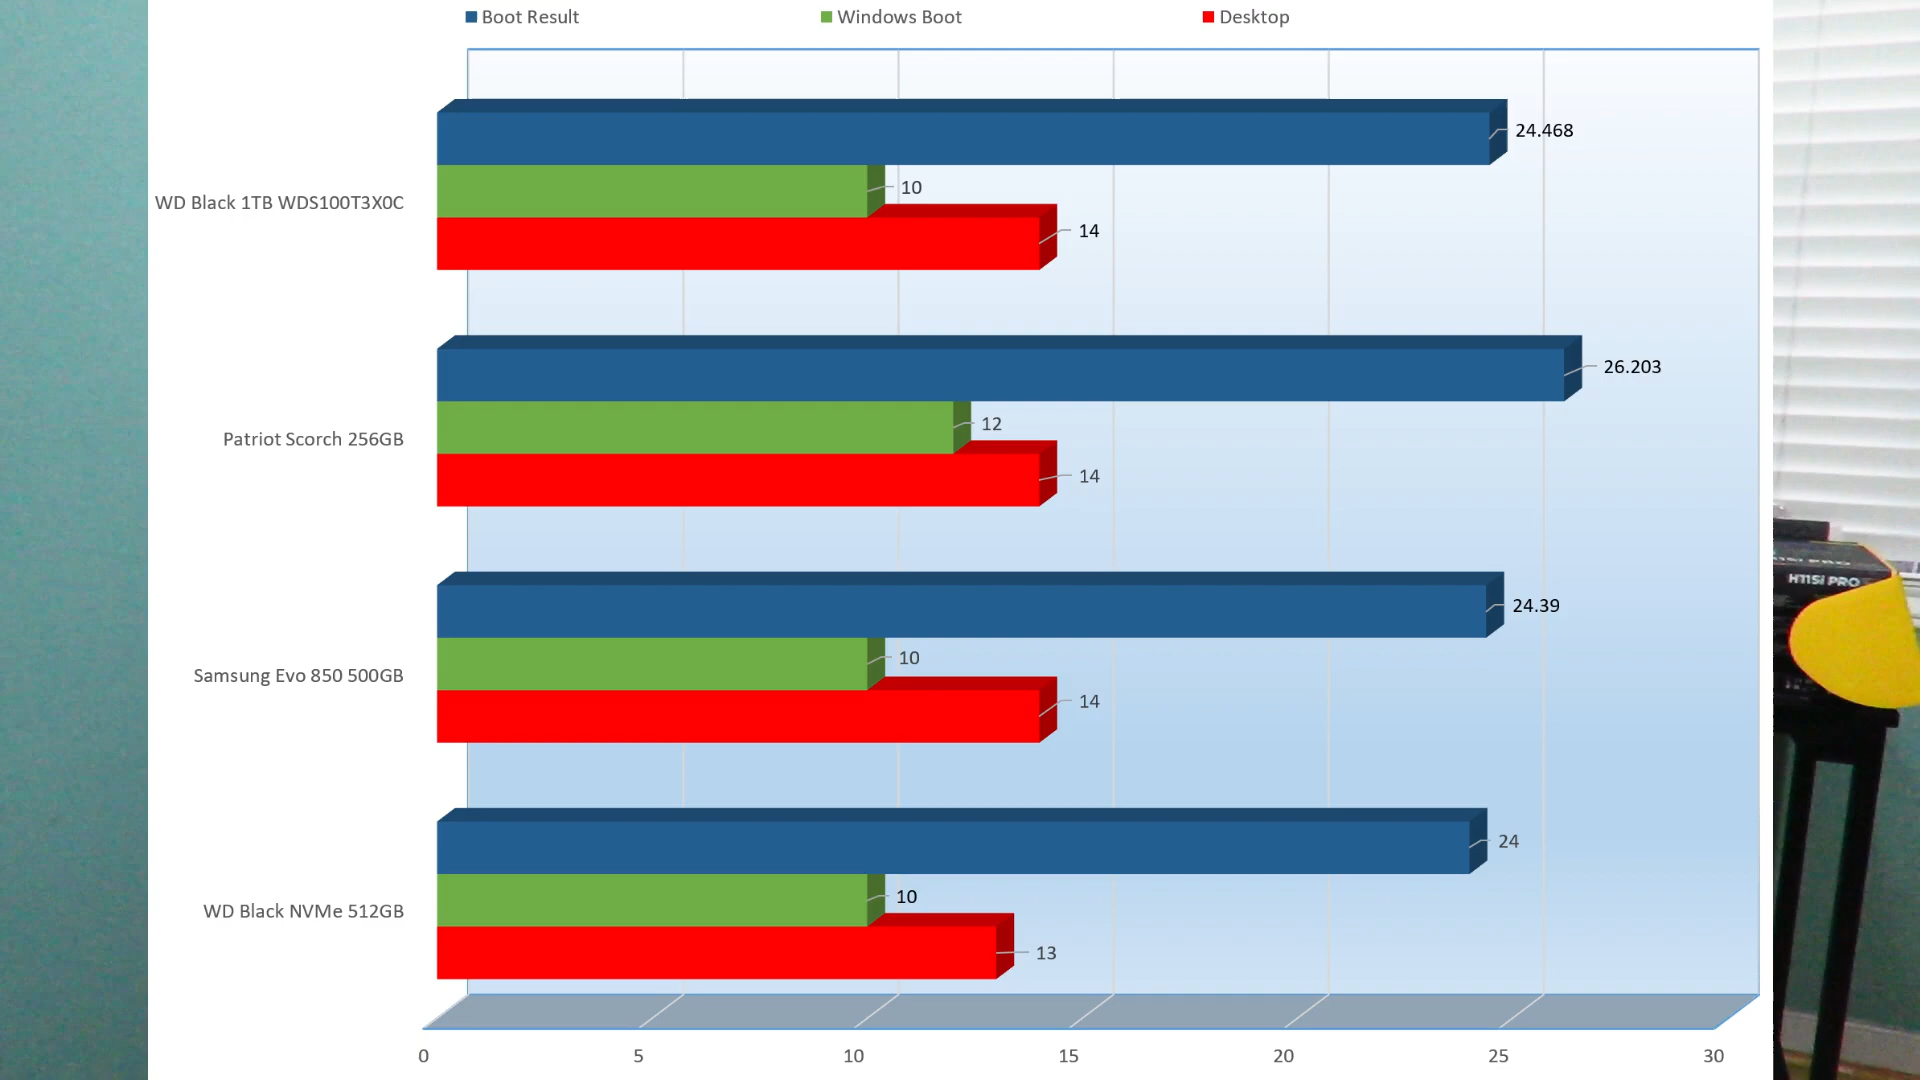 Boot Result Windows Boot Desktop
WD Black 1TB WDS100T3X0C
24.468
10
14
Patriot Scorch 256GB
26.203
12
14
Samsung Evo 850 500GB
24.39
10
14
WD Black NVMe 512GB
24
10
13
0 5 10 15 20 25 30
H11Si PRO